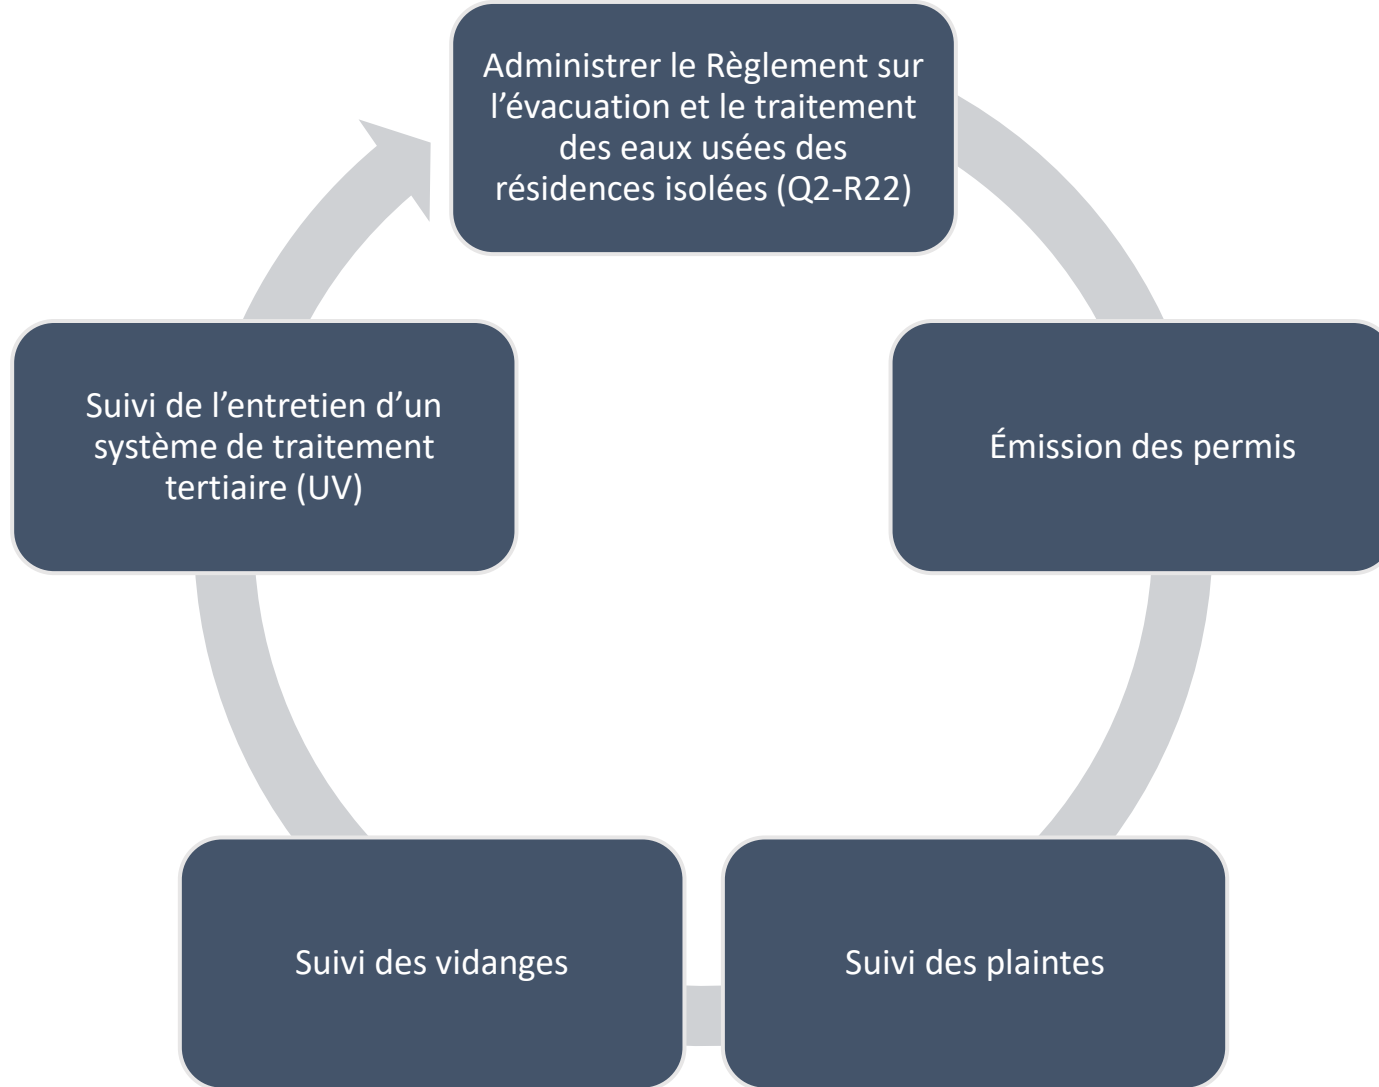 Administrer le Règlement sur
l’évacuation et le traitement
des eaux usées des
résidences isolées (Q2-R22)
Émission des permis
Suivi des plaintes
Suivi des vidanges
Suivi de l’entretien d’un
système de traitement
tertiaire (UV)